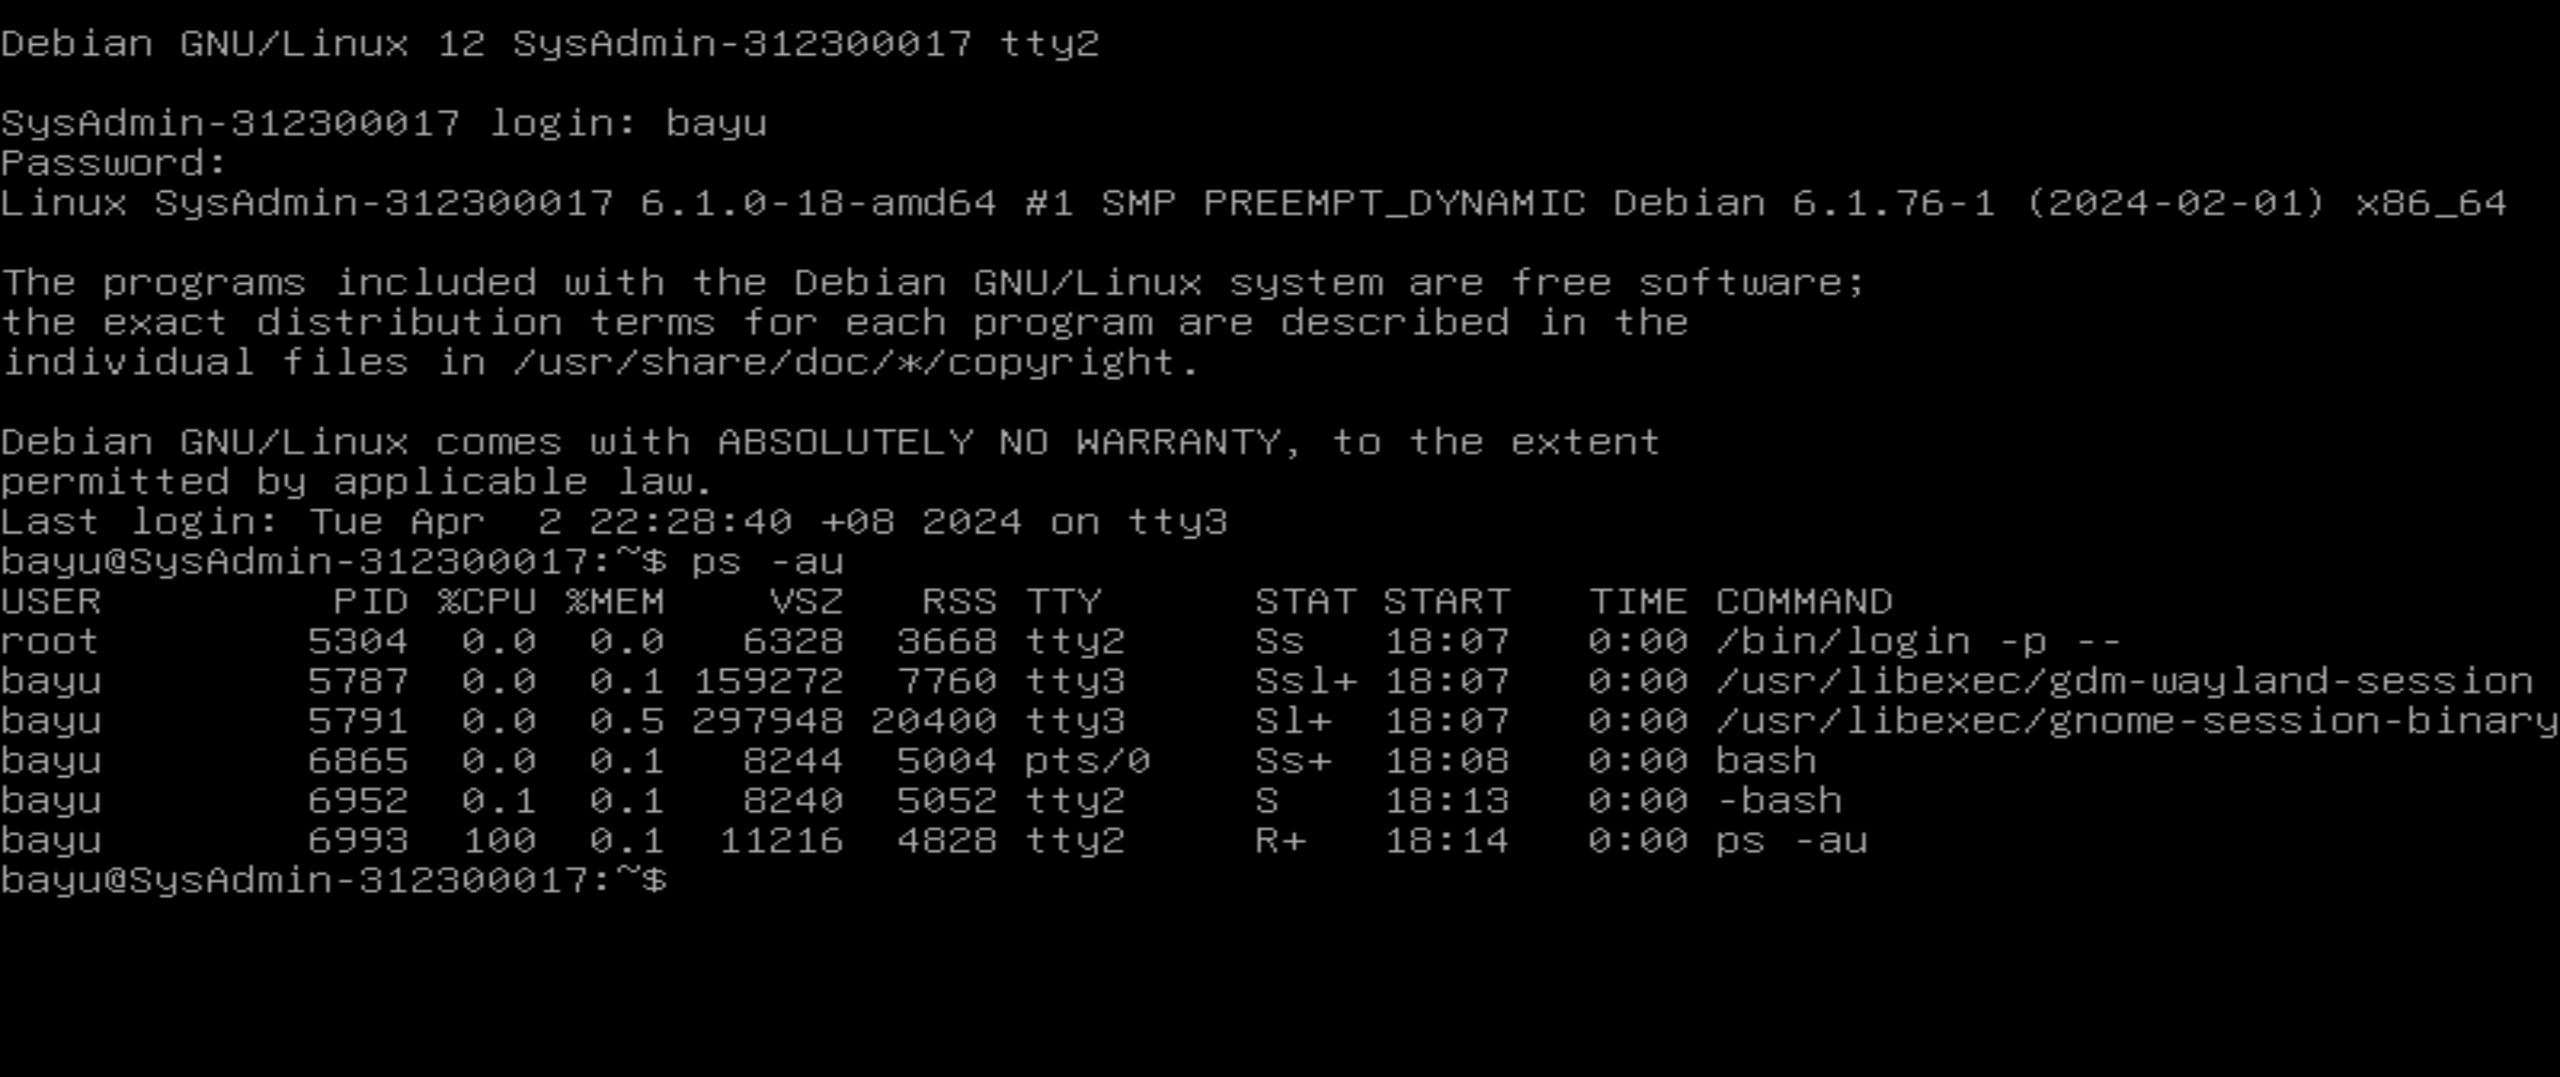 Debian GNU/Linux 12 SysAdmin-312300017 tty2
SysAdmin-312300017 login: bayu
Password:
Linux SysAdmin-312300017 6.1.0-18-amd64 #1 SMP PREEMPT_DYNAMIC Debian 6.1.76-1 (2024-02-01) x86_64
The programs included with the Debian GNU/Linux system are free software;
the exact distribution terms for each program are described in the
individual files in /usr/share/doc/*/copyright.
Debian GNU/Linux comes with ABSOLUTELY NO WARRANTY, to the extent
permitted by applicable law.
Last login: Tue Apr  2 22:28:40 +08 2024 on tty3
bayu@SysAdmin-312300017:~$ ps -au
USER         PID %CPU %MEM    VSZ   RSS TTY      STAT START   TIME COMMAND
root        5304  0.0  0.0   6328  3668 tty2     Ss   18:07   0:00 /bin/login -p --
bayu        5787  0.0  0.1 159272  7760 tty3     Ssl+ 18:07   0:00 /usr/libexec/gdm-wayland-session
bayu        5791  0.0  0.5 297948 20400 tty3     Sl+  18:07   0:00 /usr/libexec/gnome-session-binary
bayu        6865  0.0  0.1   8244  5004 pts/0    Ss+  18:08   0:00 bash
bayu        6952  0.1  0.1   8240  5052 tty2     S    18:13   0:00 -bash
bayu        6993  100  0.1  11216  4828 tty2     R+   18:14   0:00 ps -au
bayu@SysAdmin-312300017:~$